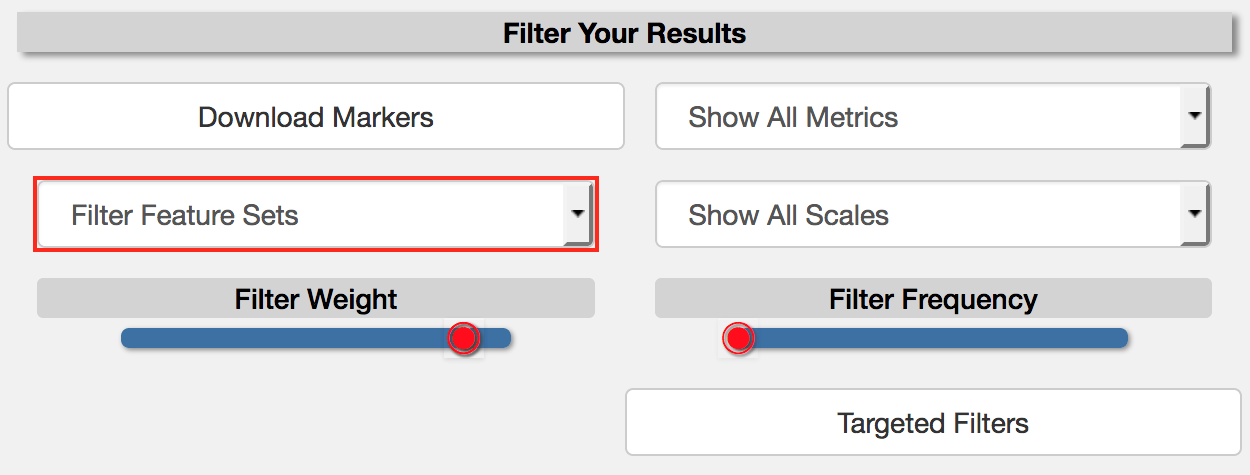 Filter Your Results
Download Markers
Show All Metrics
Filter Feature Sets
Show All Scales
Filter Weight
Filter Frequency
Targeted Filters